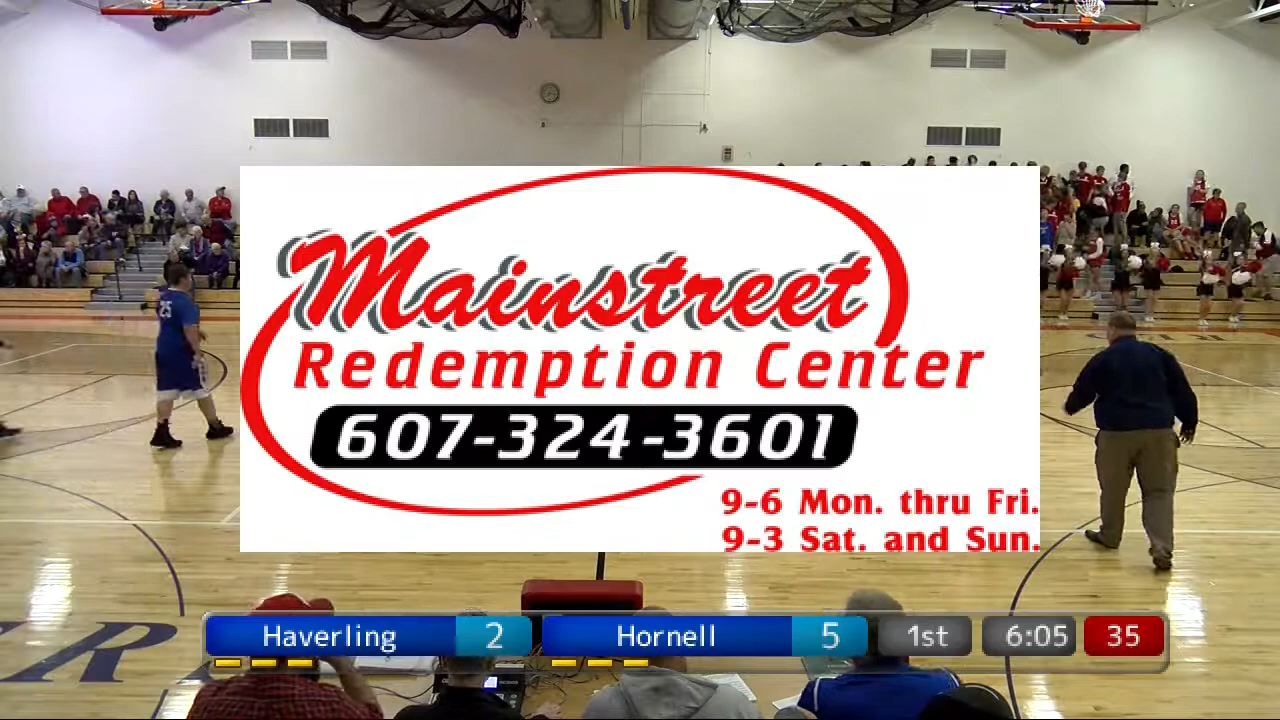 25
Mainstreet
Redemption Center
607-324-3601
9-6 Mon. thru Fri.
9-3 Sat. and Sun.
Haverling 2 Hornell 5 1st 6:05 35